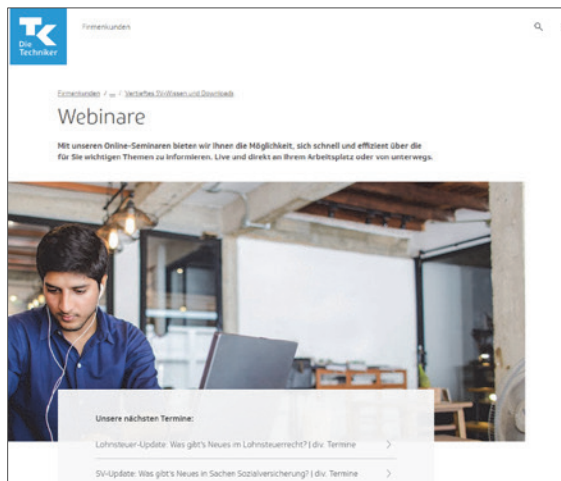 TK
Die
Techniker
Firmenkunden
Firmenkunden / ... / Vertieftes SV-Wissen und Downloads
Webinare
Mit unseren Online-Seminaren bieten wir Ihnen die Möglichkeit, sich schnell und effizient über die
für Sie wichtigen Themen zu informieren. Live und direkt an Ihrem Arbeitsplatz oder von unterwegs.
Unsere nächsten Termine:
Lohnsteuer-Update: Was gibt's Neues im Lohnsteuerrecht? | div. Termine
SV-Update: Was gibt's Neues in Sachen Sozialversicherung? | div. Termine